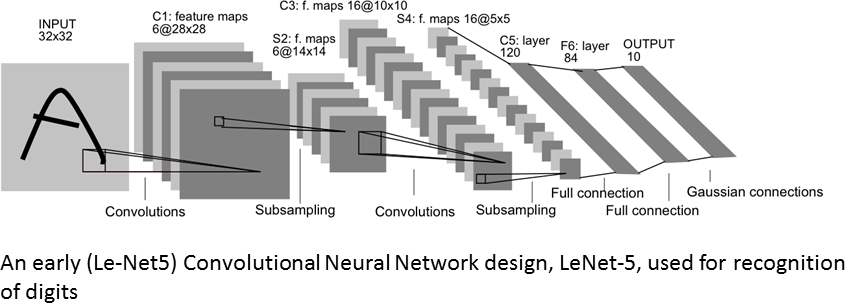 INPUT
32x32
C1: feature maps
6@28x28
S2: f. maps
6@14x14
C3: f. maps 16@10x10
S4: f. maps 16@5x5
C5: layer
120
F6: layer
84
OUTPUT
10
Convolutions
Subsampling
Convolutions
Subsampling
Full connection
Full connection
Gaussian connections
A
An early (Le-Net5) Convolutional Neural Network design, LeNet-5, used for recognition
of digits